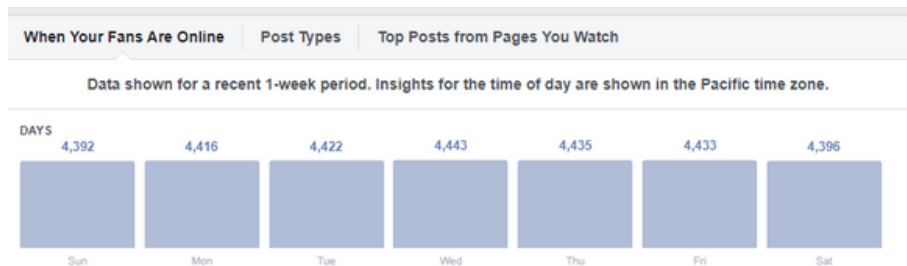 When Your Fans Are Online Post Types Top Posts from Pages You Watch
Data shown for a recent 1-week period. Insights for the time of day are shown in the Pacific time zone.
DAYS
4,392 4,416 4,422 4,443 4,435 4,433 4,396
Sun Mon Tue Wed Thu Fri Sat